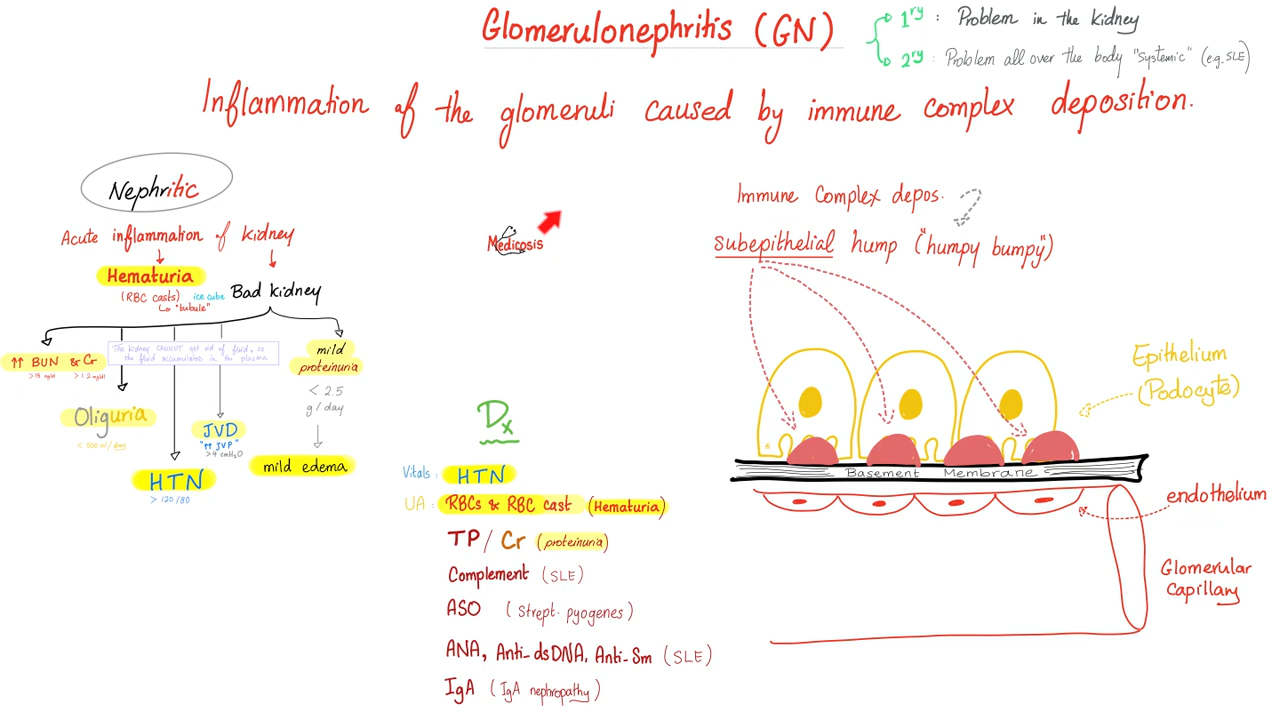 Glomerulonephritis (GN)
1ry : Problem in the kidney
2ry : Problem all over the body "systemic" (e.g. SLE)
Inflammation of the glomeruli caused by immune complex deposition.
Nephritic
Acute inflammation of kidney
Hematuria
(RBC casts) ice cube
↳ "tubule"
Bad kidney
The kidney CANNOT get rid of fluid, so
the fluid accumulated in the plasma
↑↑ BUN & Cr
Oliguria
HTN
> 120/80
JVD
"↑↑ JVP"
> 4 cmH₂O
mild
proteinuria
< 2.5
g/day
mild edema
Medicosis
Dx
Vitals : HTN
UA : RBCs & RBC cast (Hematuria)
TP / Cr (proteinuria)
Complement (SLE)
ASO (Strept. pyogenes)
ANA, Anti-dsDNA, Anti-Sm (SLE)
IgA (IgA nephropathy)
Immune Complex depos.
subepithelial hump ("humpy bumpy")
Epithelium
(Podocyte)
Basement Membrane
endothelium
Glomerular
Capillary